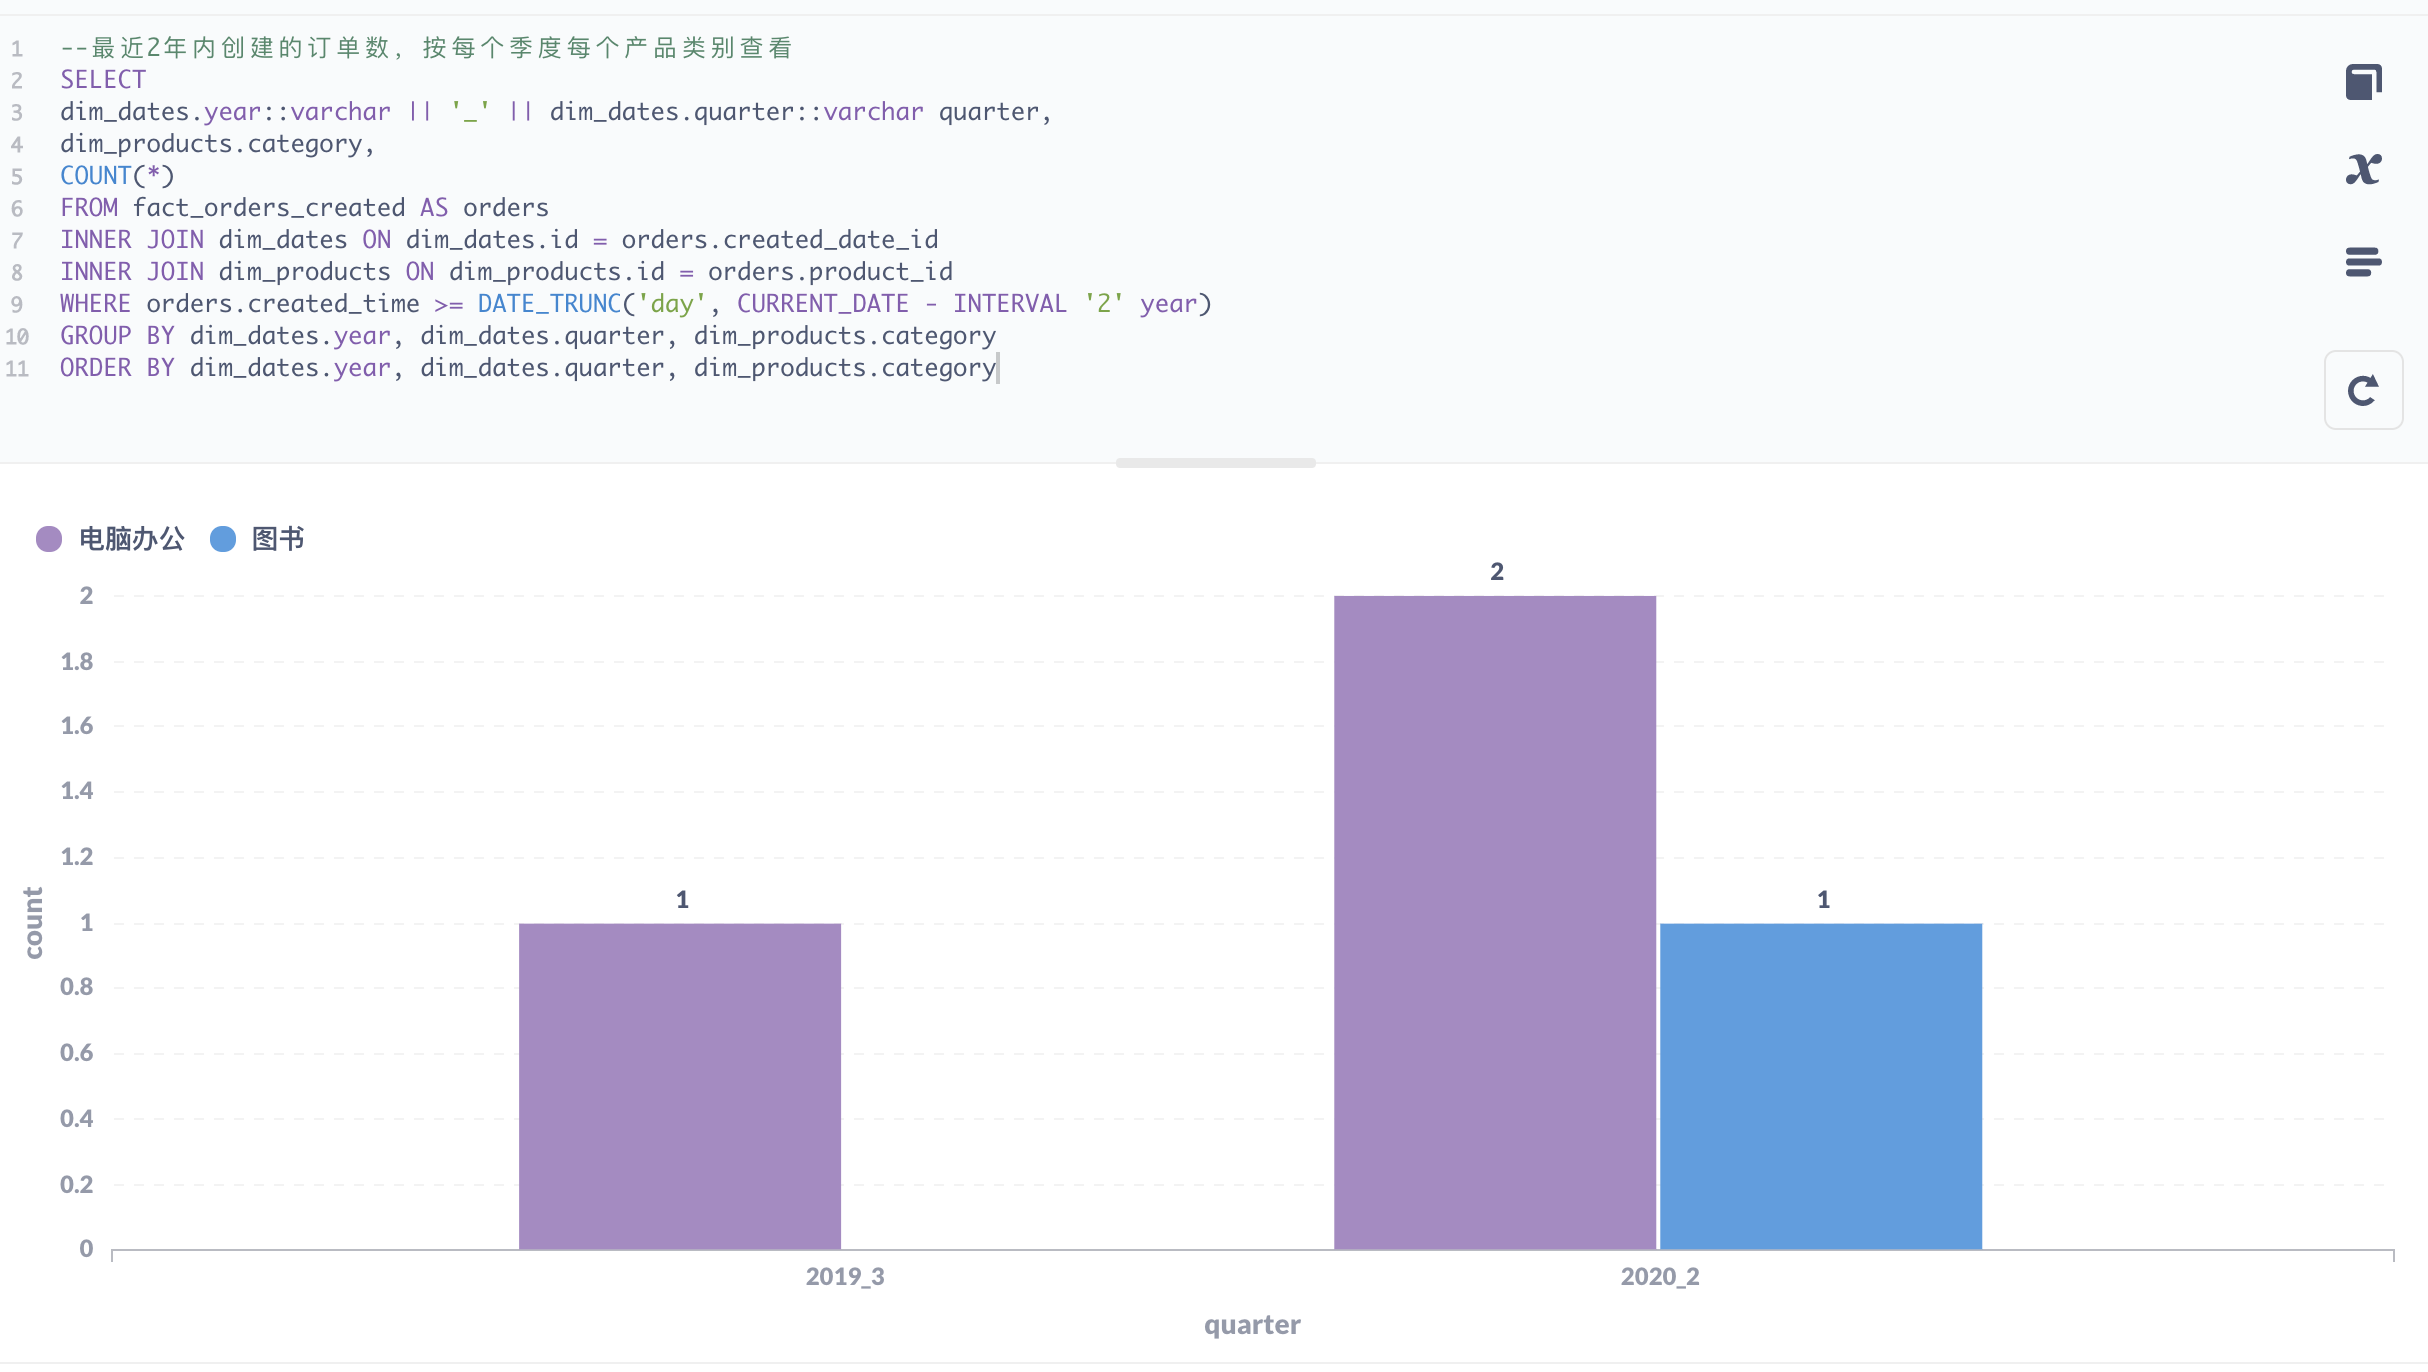 1 --最近2年内创建的订单数，按每个季度每个产品类别查看
2 SELECT
3 dim_dates.year::varchar || '_' || dim_dates.quarter::varchar quarter,
4 dim_products.category,
5 COUNT(*)
6 FROM fact_orders_created AS orders
7 INNER JOIN dim_dates ON dim_dates.id = orders.created_date_id
8 INNER JOIN dim_products ON dim_products.id = orders.product_id
9 WHERE orders.created_time >= DATE_TRUNC('day', CURRENT_DATE - INTERVAL '2' year)
10 GROUP BY dim_dates.year, dim_dates.quarter, dim_products.category
11 ORDER BY dim_dates.year, dim_dates.quarter, dim_products.category
x
电脑办公 图书
2
2
1.8
1.6
1.4
1.2
1 1
count
1
0.8
0.6
0.4
0.2
0
2019_3 2020_2
quarter